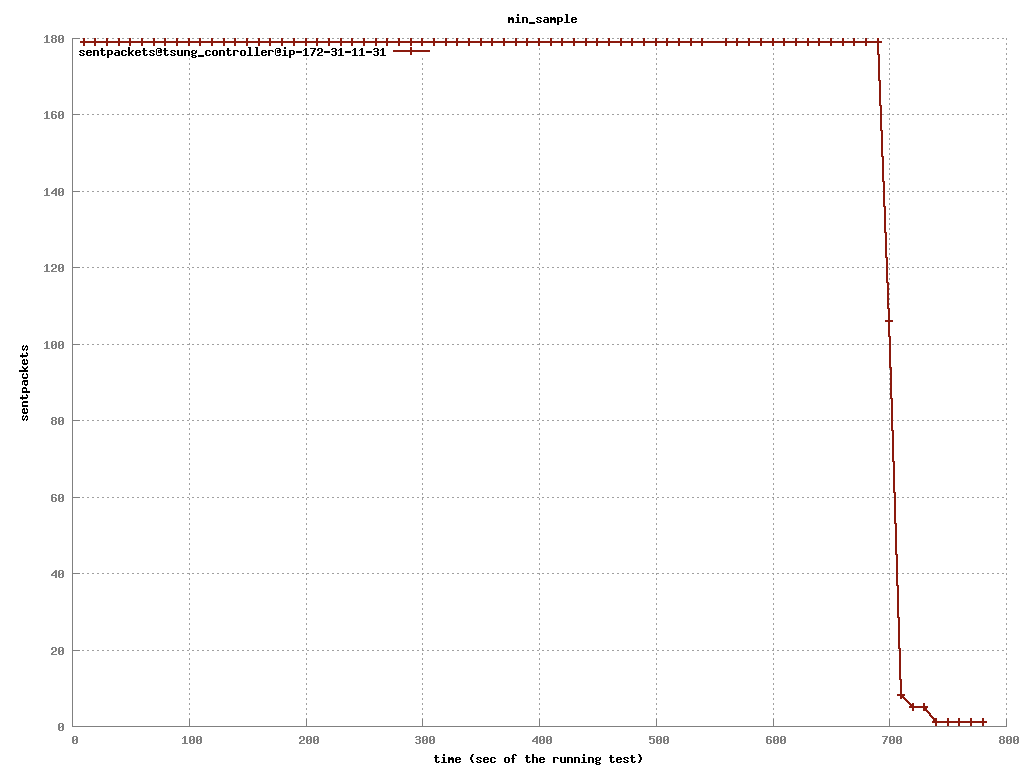 min_sample
180
sentpackets@tsung_controller@ip-172-31-11-31
160
140
120
100
sentpackets
80
60
40
20
0
0 100 200 300 400 500 600 700 800
time (sec of the running test)